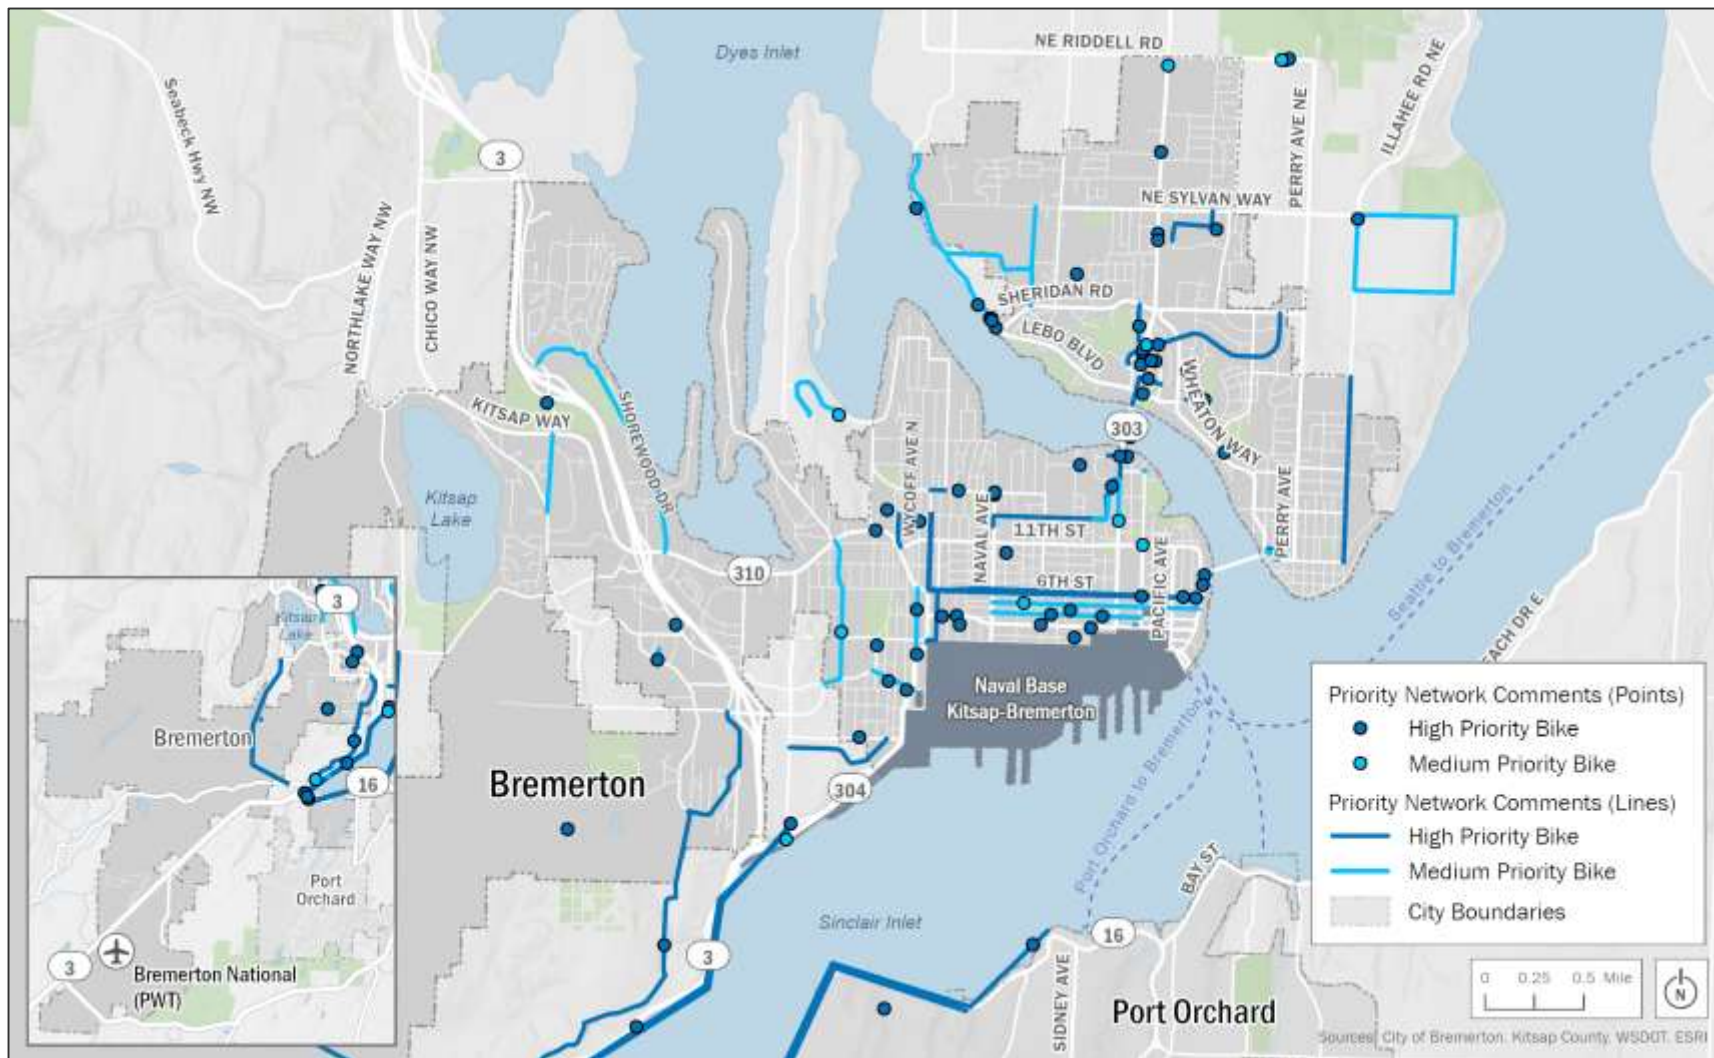 Dyes Inlet
NE RIDDELL RD
Seabeck Hwy NW
3
ILLAHEE RD NE
PERRY AVE NE
NE SYLVAN WAY
NORTHLAKE WAY NW
CHICO WAY NW
SHERIDAN RD
LEBO BLVD
KITSAP WAY
SHOREWOOD DR
WHEATON WAY
303
WYCOFF AVE N
Kitsap
Lake
NAVAL AVE
11TH ST
PERRY AVE
Seattle to Bremerton
310
6TH ST
PACIFIC AVE
3
Kitsap
Lake
Bremerton
16
Port
Orchard
3
Bremerton National
(PWT)
Naval Base
Kitsap-Bremerton
EACH DR E
Port Orchard to Bremerton
Bremerton
304
BAY ST
Sinclair Inlet
3
16
SIDNEY AVE
Port Orchard
Priority Network Comments (Points)
High Priority Bike
Medium Priority Bike
Priority Network Comments (Lines)
High Priority Bike
Medium Priority Bike
City Boundaries
0 0.25 0.5 Mile
N
Sources: City of Bremerton, Kitsap County, WSDOT, ESRI